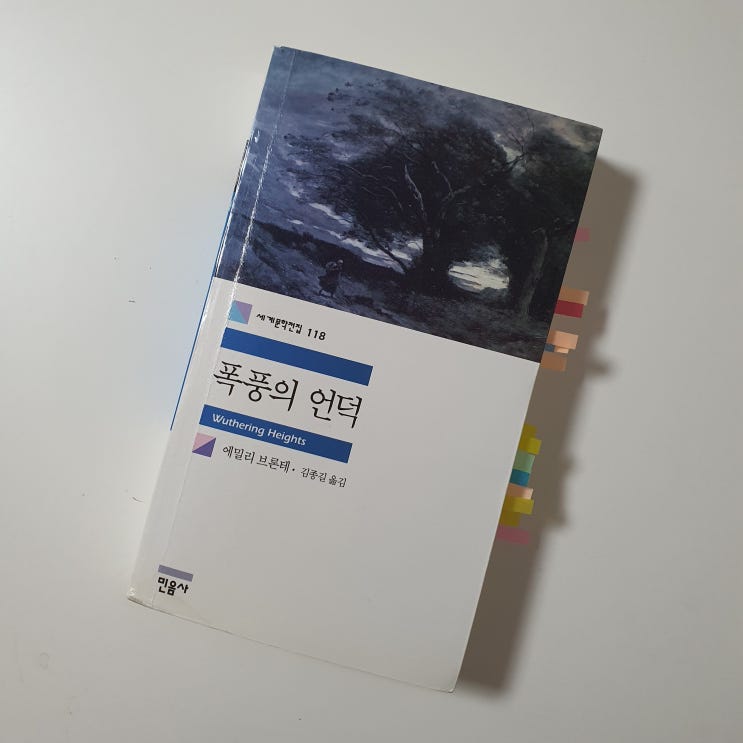 세계문학전집 118
폭풍의 언덕
Wuthering Heights
에밀리 브론테 · 김종길 옮김
민음사